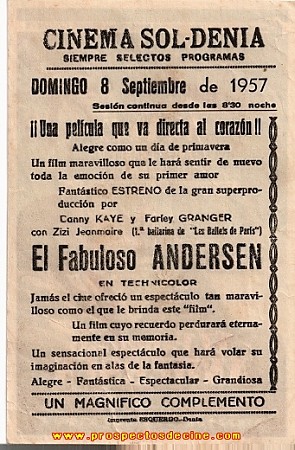 CINEMA SOL-DENIA
SIEMPRE SELECTOS PROGRAMAS
DOMINGO 8 Septiembre de 1957
Sesión continua desde las 8'30 noche
¡¡Una película que va directa al corazón!!
Alegre como un día de primavera
Un film maravilloso que le hará sentir de nuevo
toda la emoción de su primer amor
Fantástico ESTRENO de la gran superpro-
ducción por
Danny KAYE y Farley GRANGER
con Zizi Jeanmaire (1.ª bailarina de "Les Ballets de París")
El Fabuloso ANDERSEN
EN TECHNICOLOR
Jamás el cine ofreció un espectáculo tan maravi-
lloso como el que le brinda este "film".
Un film cuyo recuerdo perdurará eterna-
mente en su memoria.
Un sensacional espectáculo que hará volar su
imaginación en alas de la fantasia.
Alegre - Fantástica - Espectacular - Grandiosa
UN MAGNIFICO COMPLEMENTO
Imprenta ESQUERDO.-Denia
www.prospectosdecine.com